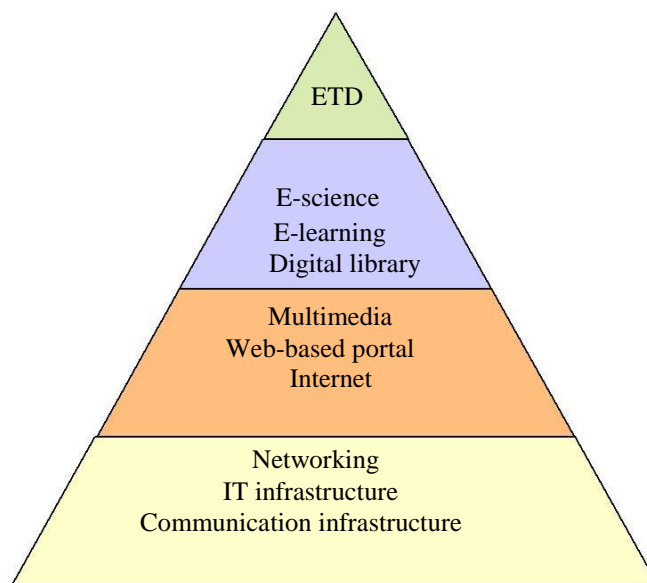 ETD
E-science
E-learning
Digital library
Multimedia
Web-based portal
Internet
Networking
IT infrastructure
Communication infrastructure